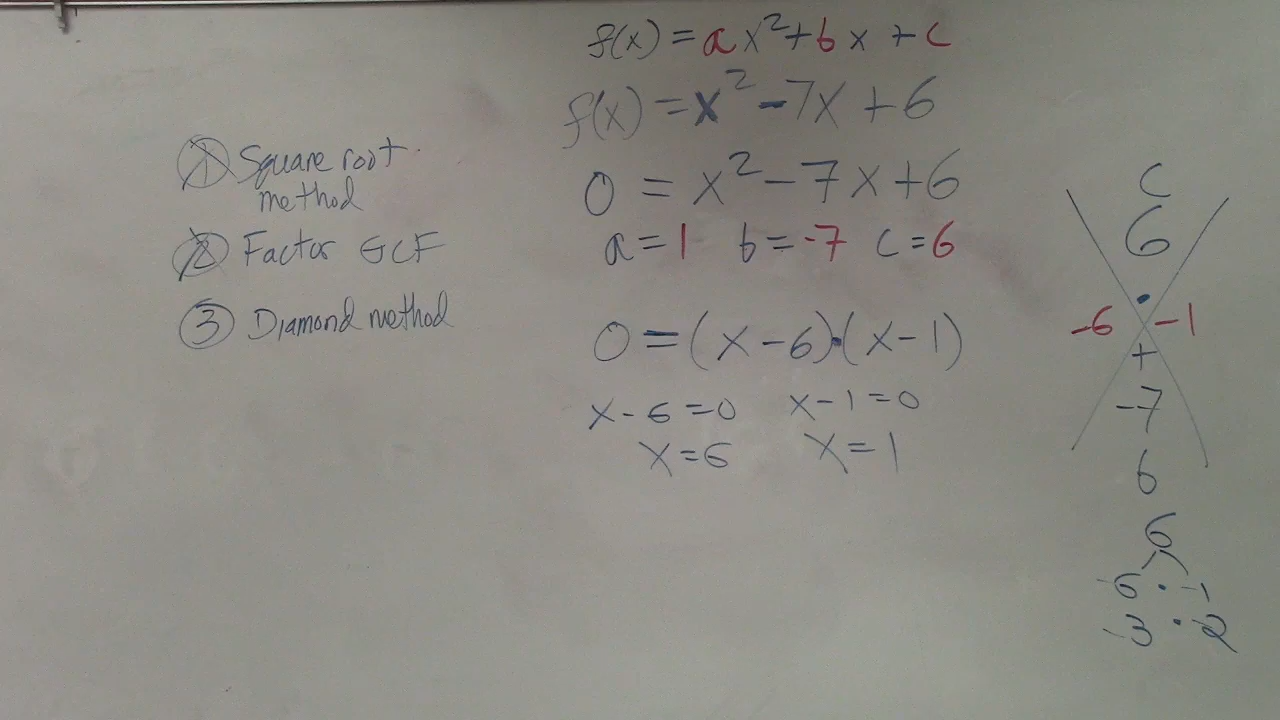 f(x) = ax²+bx+c
f(x) = x²-7x+6
0 = x²-7x+6
a=1 b=-7 c=6
0=(x-6)·(x-1)
x-6=0 x-1=0
x=6 x=1
① Square root
method
② Factor GCF
③ Diamond method
c
6
·
-6 -1
+
-7
b
6
-6 · -1
-3 · -2